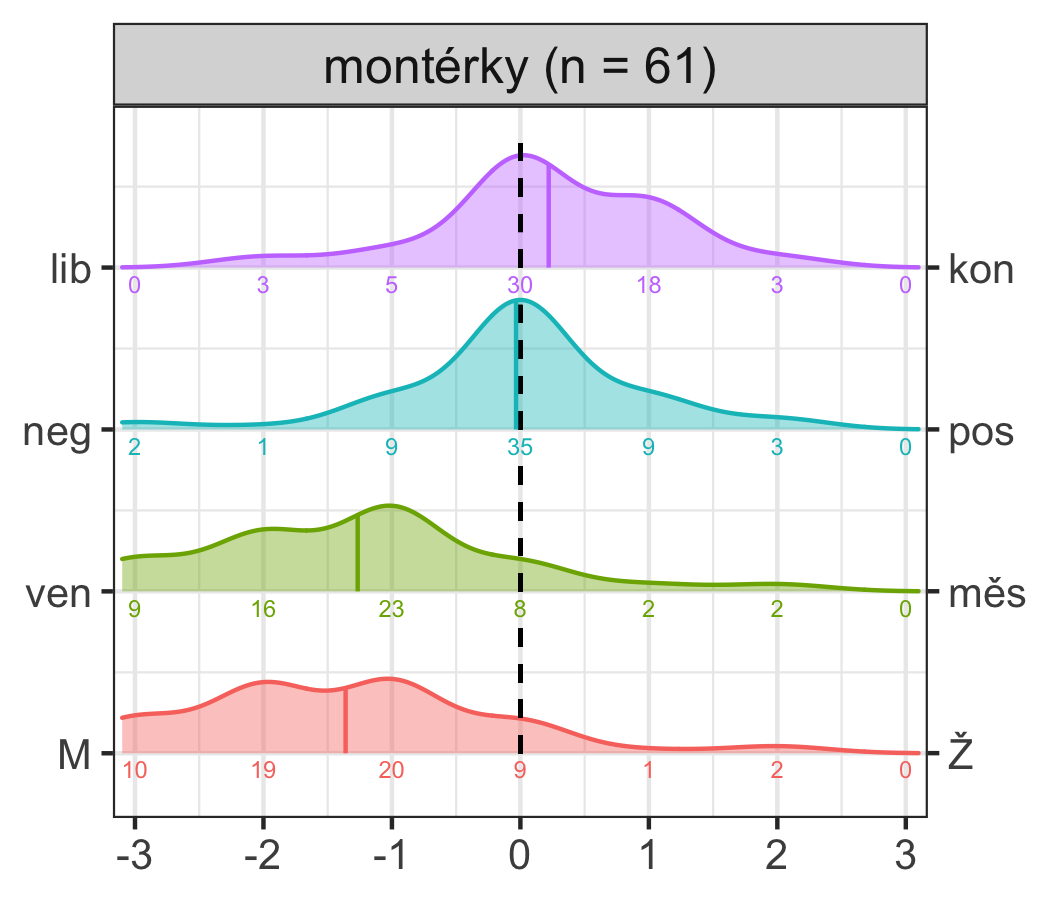 montérky (n = 61)
lib kon
0 3 5 30 18 3 0
neg pos
2 1 9 35 9 3 0
ven měs
9 16 23 8 2 2 0
M Ž
10 19 20 9 1 2 0
-3 -2 -1 0 1 2 3